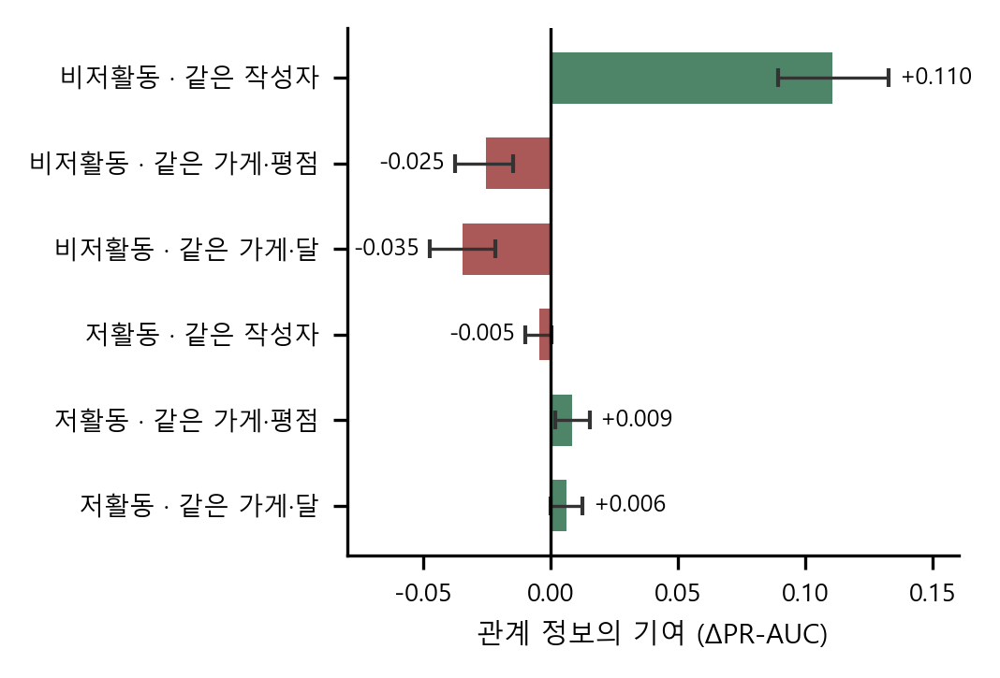 비저활동 · 같은 작성자
+0.110
비저활동 · 같은 가게·평점
-0.025
비저활동 · 같은 가게·달
-0.035
저활동 · 같은 작성자
-0.005
저활동 · 같은 가게·평점
+0.009
저활동 · 같은 가게·달
+0.006
-0.05 0.00 0.05 0.10 0.15
관계 정보의 기여 (ΔPR-AUC)